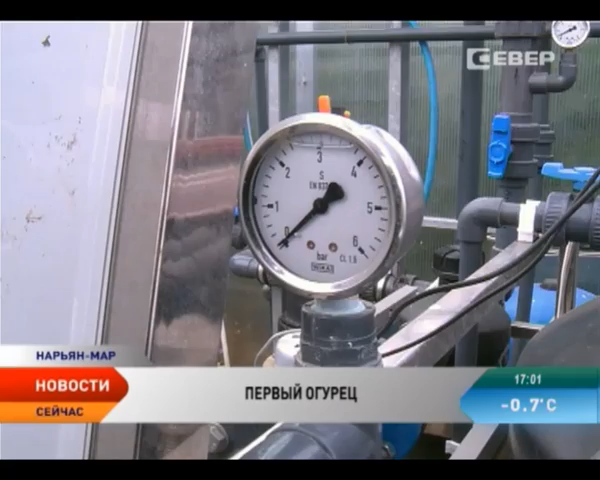 СЕВЕР
3
2
4
S
EN 837
1
5
0
6
bar
CL 1.6
WIKA
НАРЬЯН-МАР
НОВОСТИ
СЕЙЧАС
ПЕРВЫЙ ОГУРЕЦ
17:01
-0.7°C